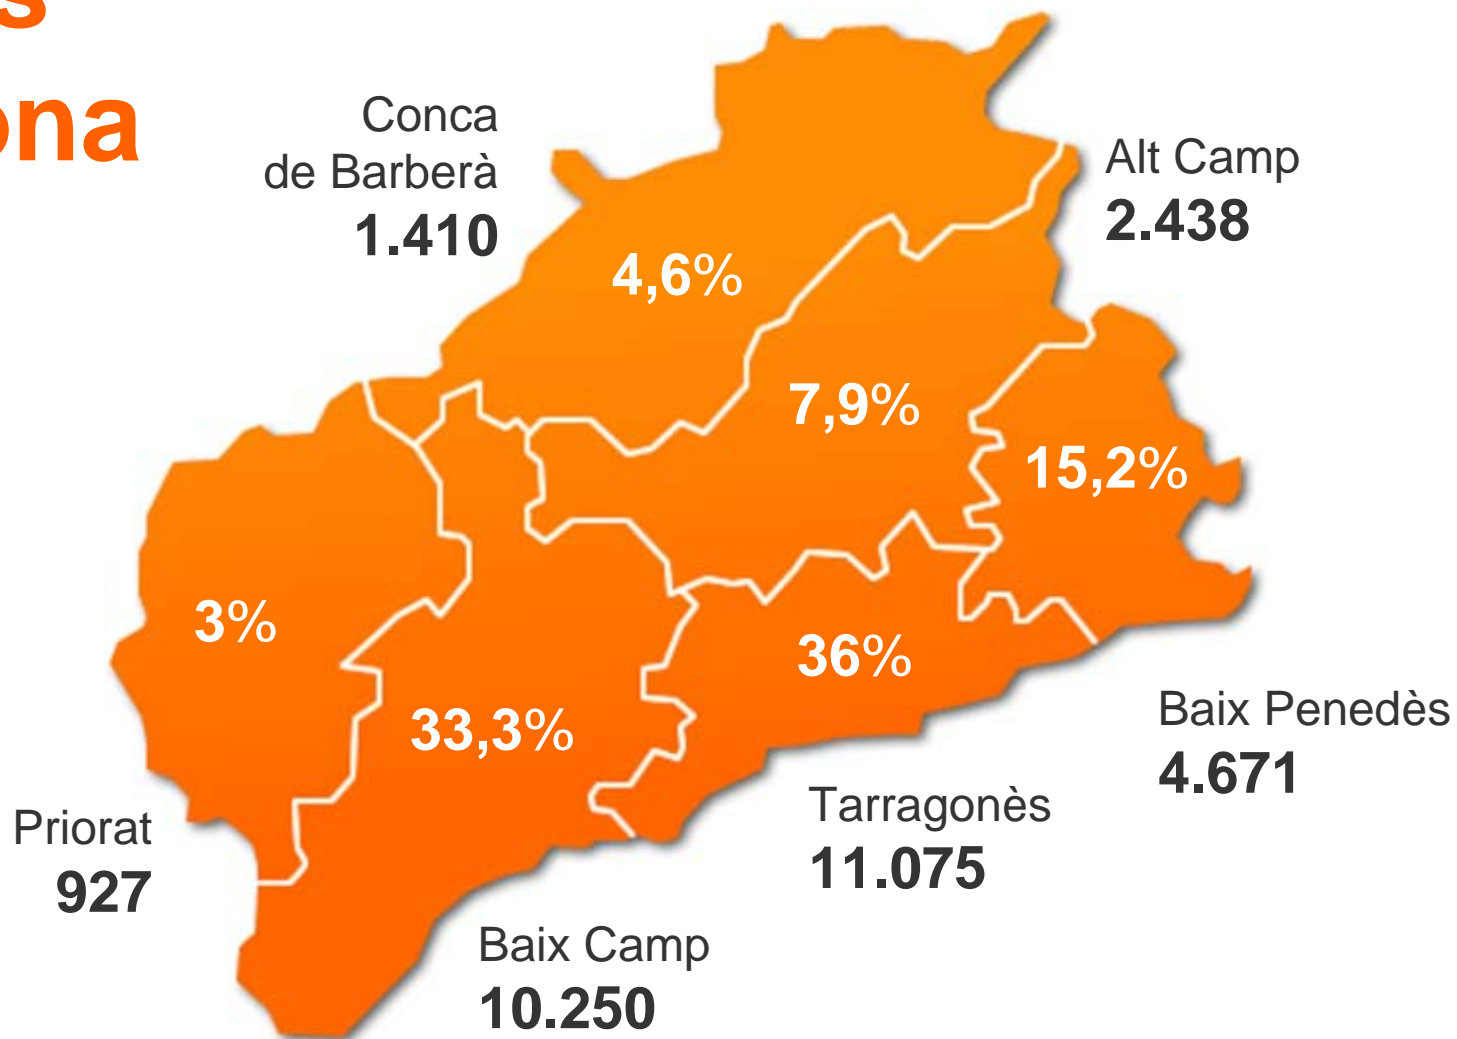 Conca
de Barberà
1.410
Alt Camp
2.438
4,6%
7,9%
15,2%
3%
36%
33,3%
Baix Penedès
4.671
Tarragonès
11.075
Priorat
927
Baix Camp
10.250